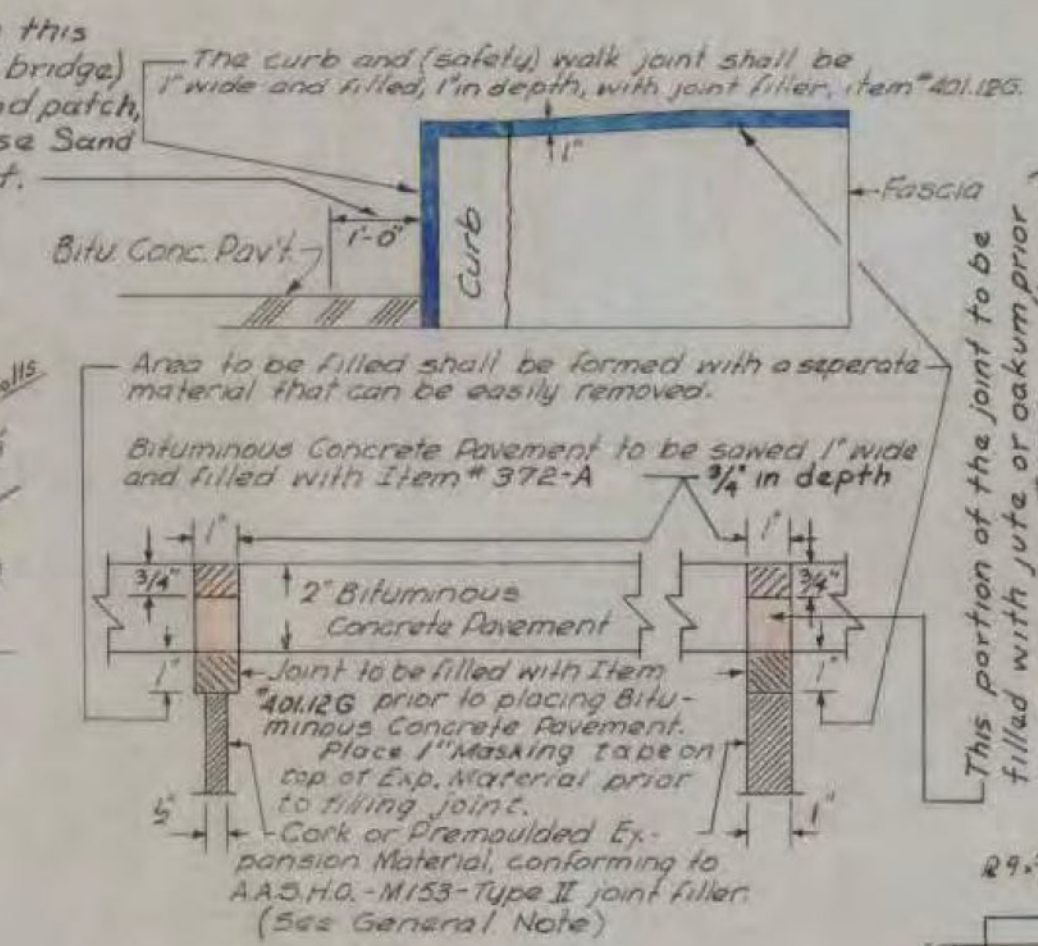 this
bridge)
nd patch,
se Sand
t.
The curb and (safety) walk joint shall be
1" wide and filled, 1" in depth, with joint filler, item #401.12G.
1"
Fascia
1'-0"
Curb
Bitu. Conc. Pav't.
alls
Area to be filled shall be formed with a seperate
material that can be easily removed.
Bituminous Concrete Pavement to be sawed 1" wide
and filled with Item # 372-A 3/4" in depth
1" 1"
3/4" 3/4"
2" Bituminous
Concrete Pavement
1" 1"
Joint to be filled with Item
#401.12G prior to placing Bitu-
minous Concrete Pavement.
Place 1" Masking tape on
top of Exp. Material prior
to filling joint.
1/2" 1"
Cork or Premoulded Ex-
pansion Material, conforming to
A.A.S.H.O. - M153 - Type II joint filler.
(See General Note)
This portion of the joint to be
filled with jute or oakum prior